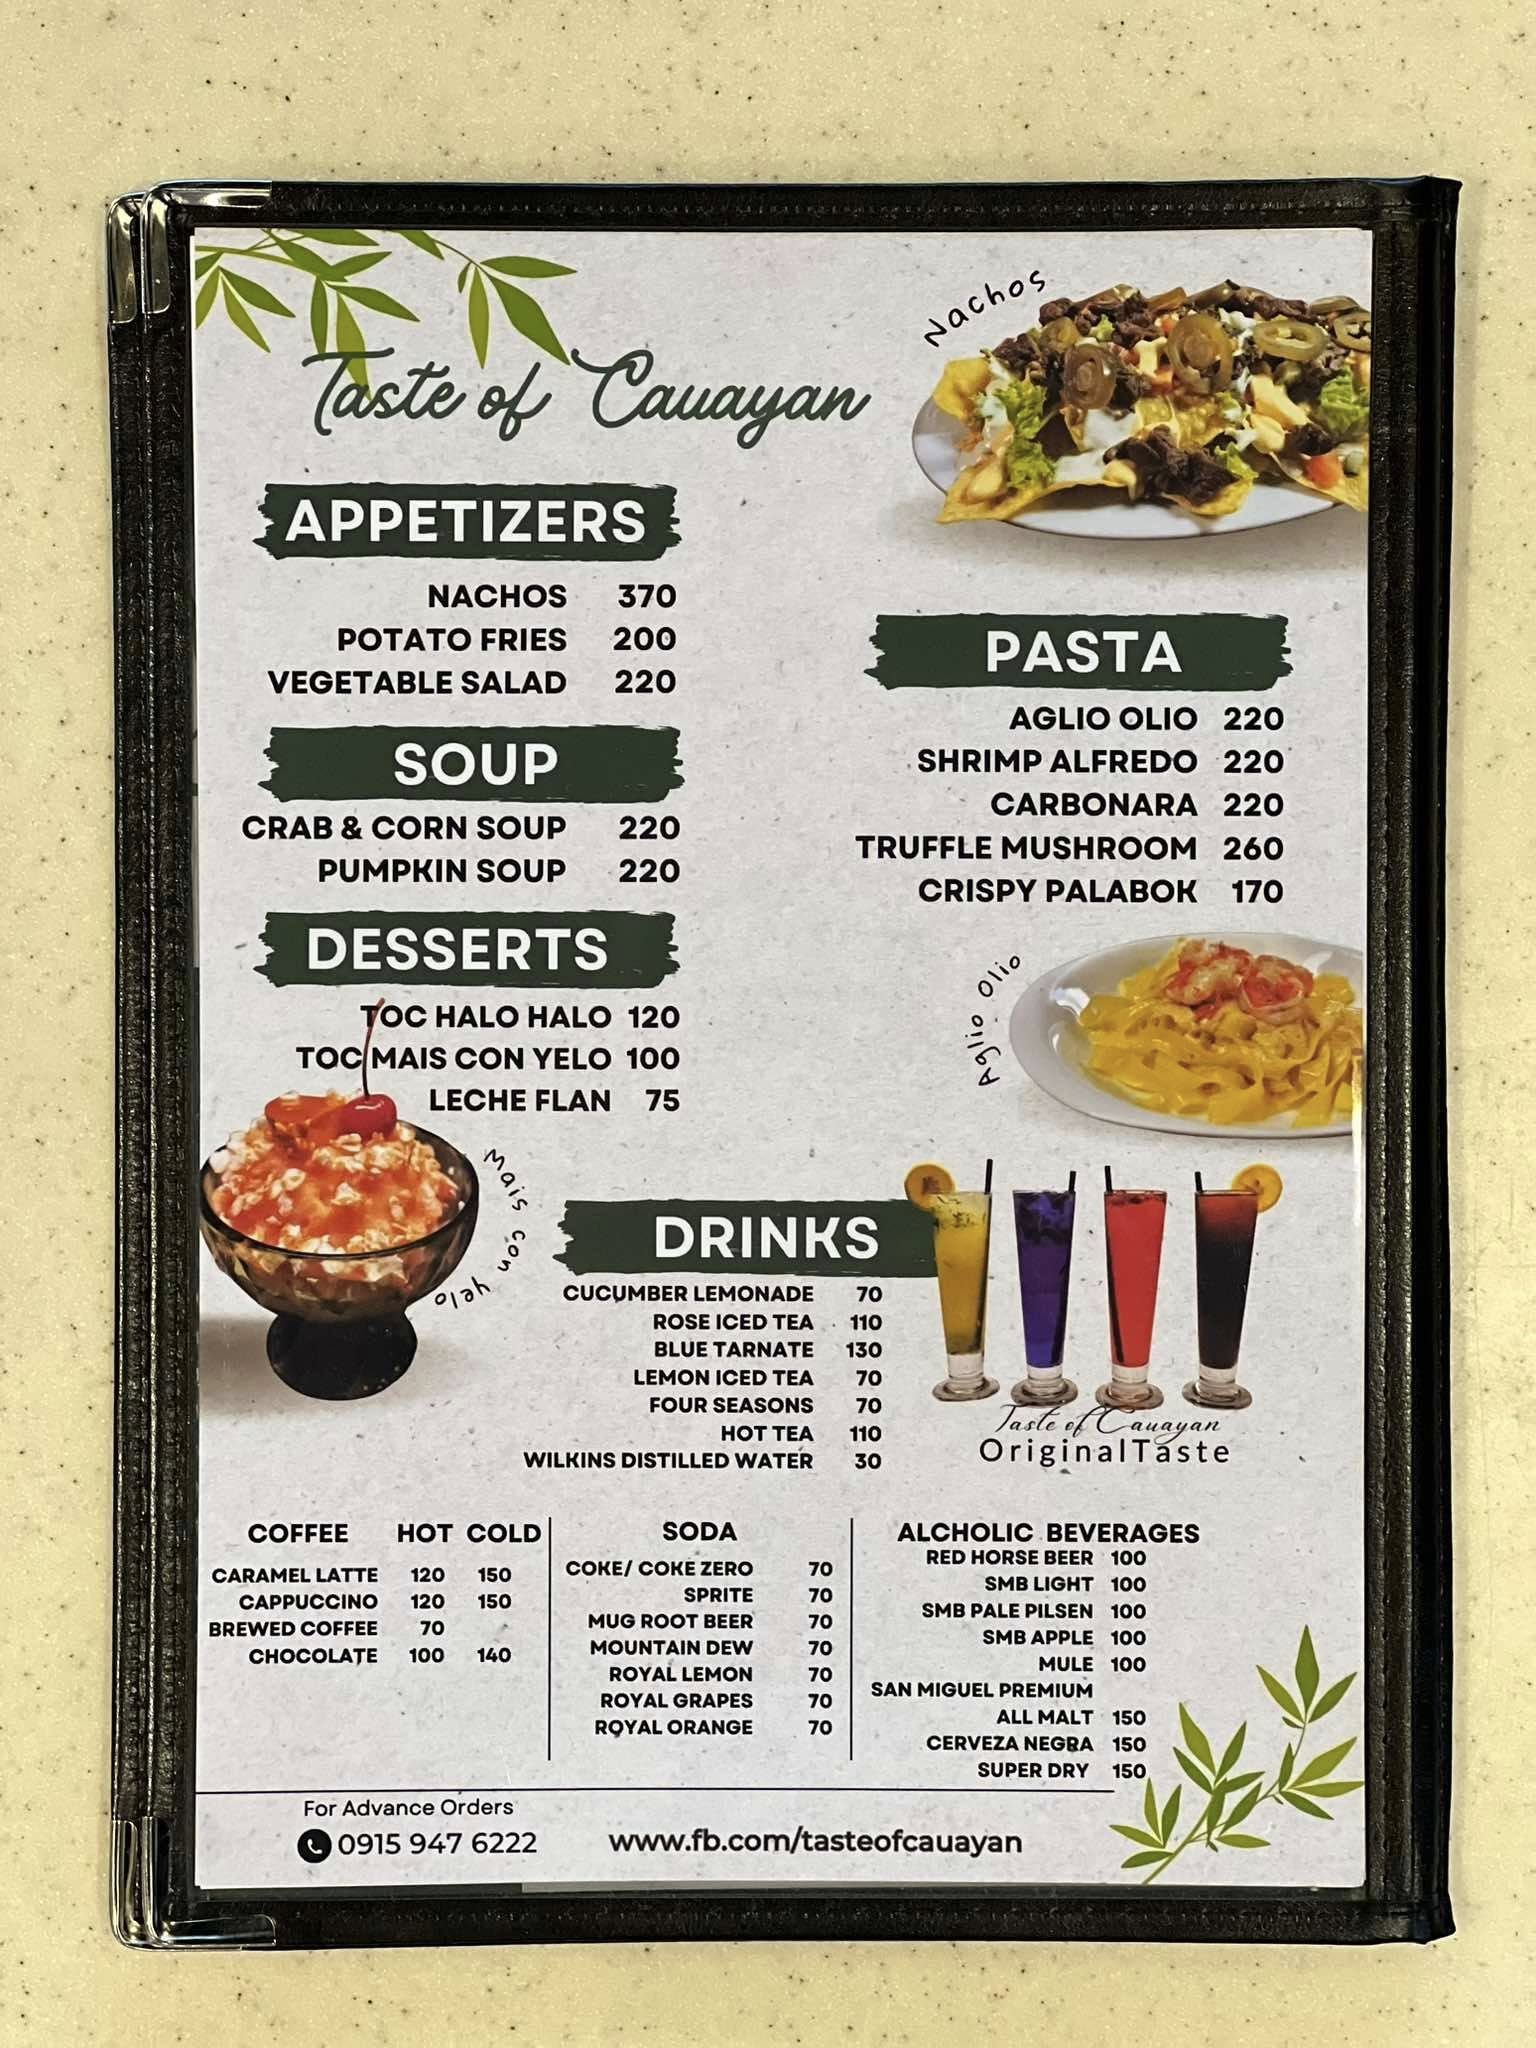 Taste of Cauayan
Nachos
APPETIZERS
NACHOS 370
POTATO FRIES 200
VEGETABLE SALAD 220
SOUP
CRAB & CORN SOUP 220
PUMPKIN SOUP 220
DESSERTS
TOC HALO HALO 120
TOC MAIS CON YELO 100
LECHE FLAN 75
Mais con yelo
PASTA
AGLIO OLIO 220
SHRIMP ALFREDO 220
CARBONARA 220
TRUFFLE MUSHROOM 260
CRISPY PALABOK 170
Aglio Olio
DRINKS
CUCUMBER LEMONADE 70
ROSE ICED TEA 110
BLUE TARNATE 130
LEMON ICED TEA 70
FOUR SEASONS 70
HOT TEA 110
WILKINS DISTILLED WATER 30
Taste of Cauayan
OriginalTaste
COFFEE HOT COLD
CARAMEL LATTE 120 150
CAPPUCCINO 120 150
BREWED COFFEE 70
CHOCOLATE 100 140
SODA
COKE/ COKE ZERO 70
SPRITE 70
MUG ROOT BEER 70
MOUNTAIN DEW 70
ROYAL LEMON 70
ROYAL GRAPES 70
ROYAL ORANGE 70
ALCHOLIC BEVERAGES
RED HORSE BEER 100
SMB LIGHT 100
SMB PALE PILSEN 100
SMB APPLE 100
MULE 100
SAN MIGUEL PREMIUM
ALL MALT 150
CERVEZA NEGRA 150
SUPER DRY 150
For Advance Orders
0915 947 6222
www.fb.com/tasteofcauayan